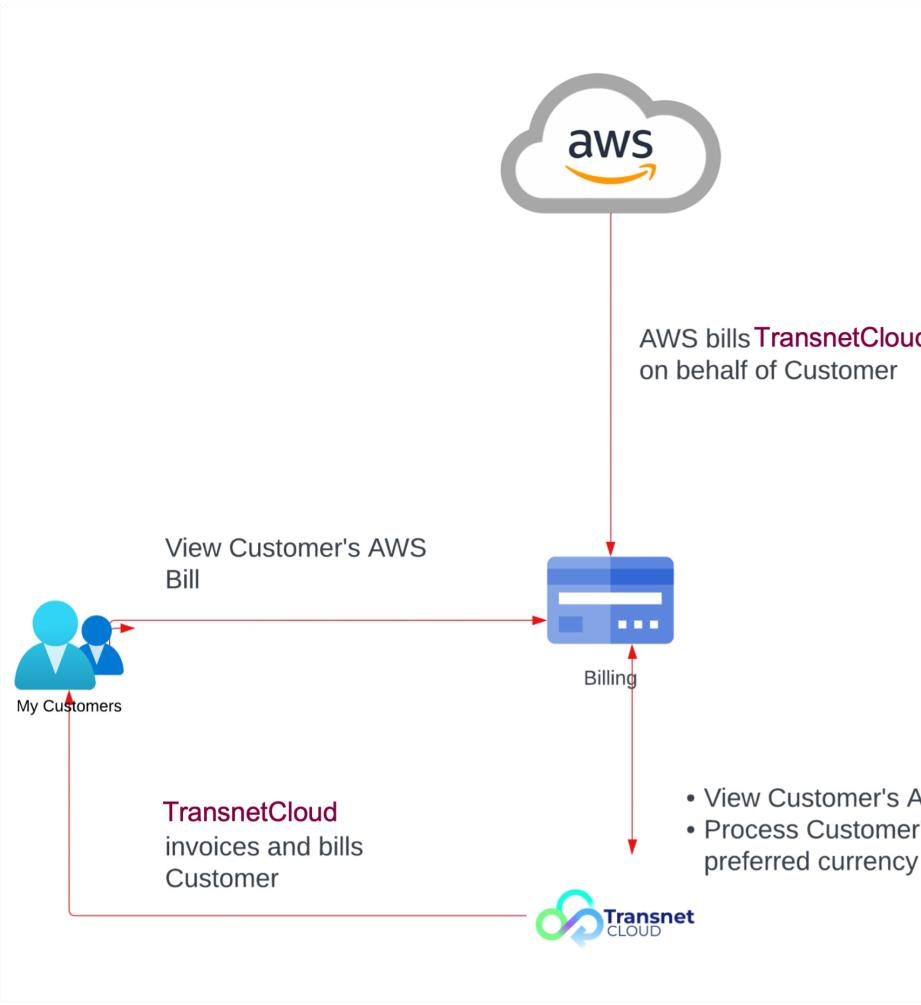 aws
AWS bills TransnetCloud
on behalf of Customer
View Customer's AWS
Bill
My Customers
Billing
TransnetCloud
invoices and bills
Customer
• View Customer's A
• Process Customer
preferred currency
Transnet
CLOUD